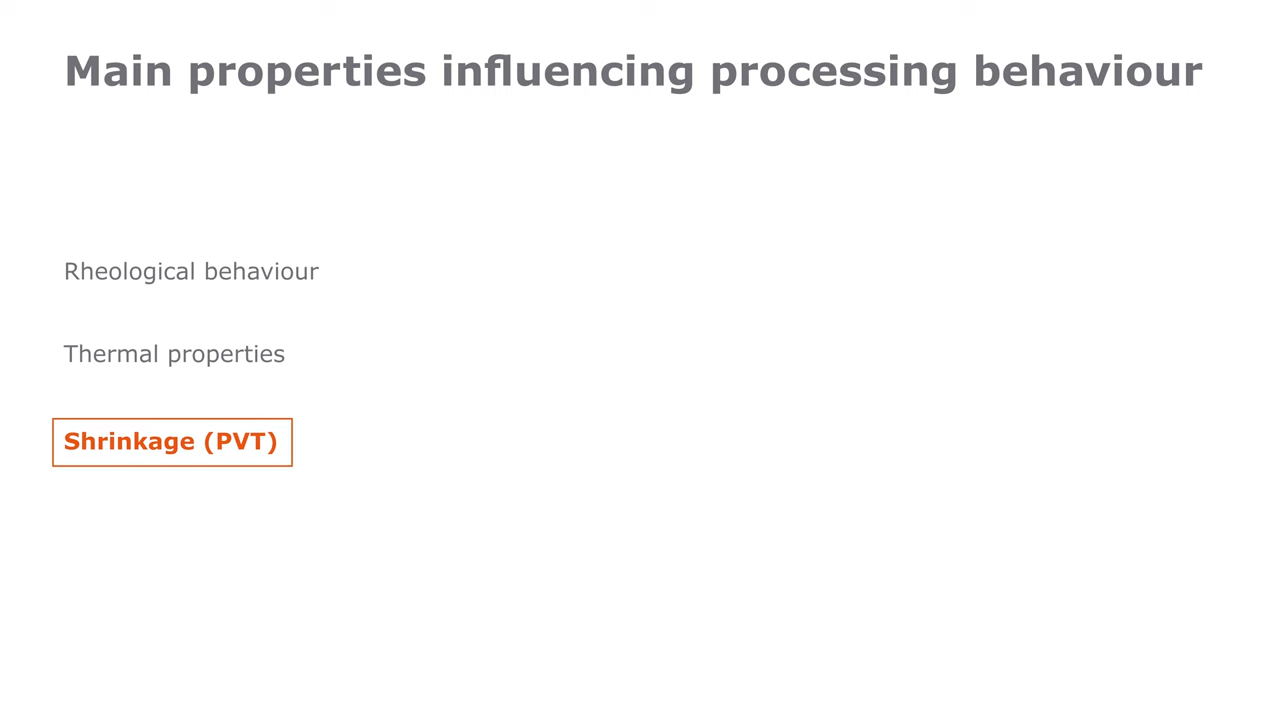 Main properties influencing processing behaviour
Rheological behaviour
Thermal properties
Shrinkage (PVT)